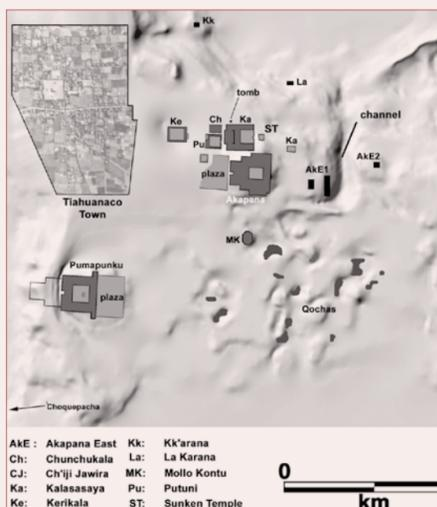 Kk
La
tomb
Ke
Ch
Ka
ST
channel
Pu
Ka
AkE1
AkE2
plaza
Akapana
Tiahuanaco
Town
MK
Pumapunku
plaza
Qochas
Choquepacha
AkE : Akapana East Kk: Kk'arana
Ch: Chunchukala La: La Karana
CJ: Ch'iji Jawira MK: Mollo Kontu
Ka: Kalasasaya Pu: Putuni
Ke: Kerikala ST: Sunken Temple
0
km